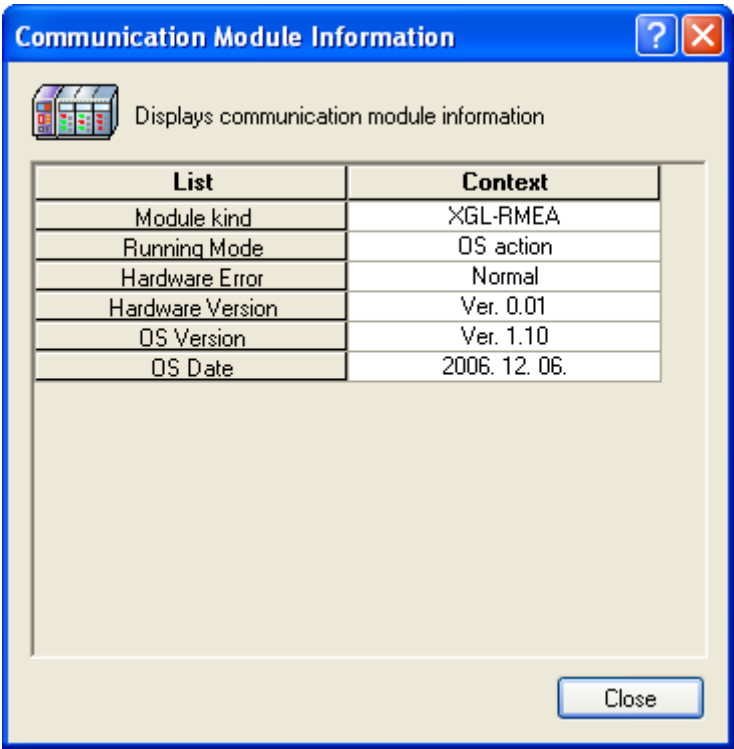 Communication Module Information
Displays communication module information
List Context
Module kind XGL-RMEA
Running Mode OS action
Hardware Error Normal
Hardware Version Ver. 0.01
OS Version Ver. 1.10
OS Date 2006. 12. 06.
Close